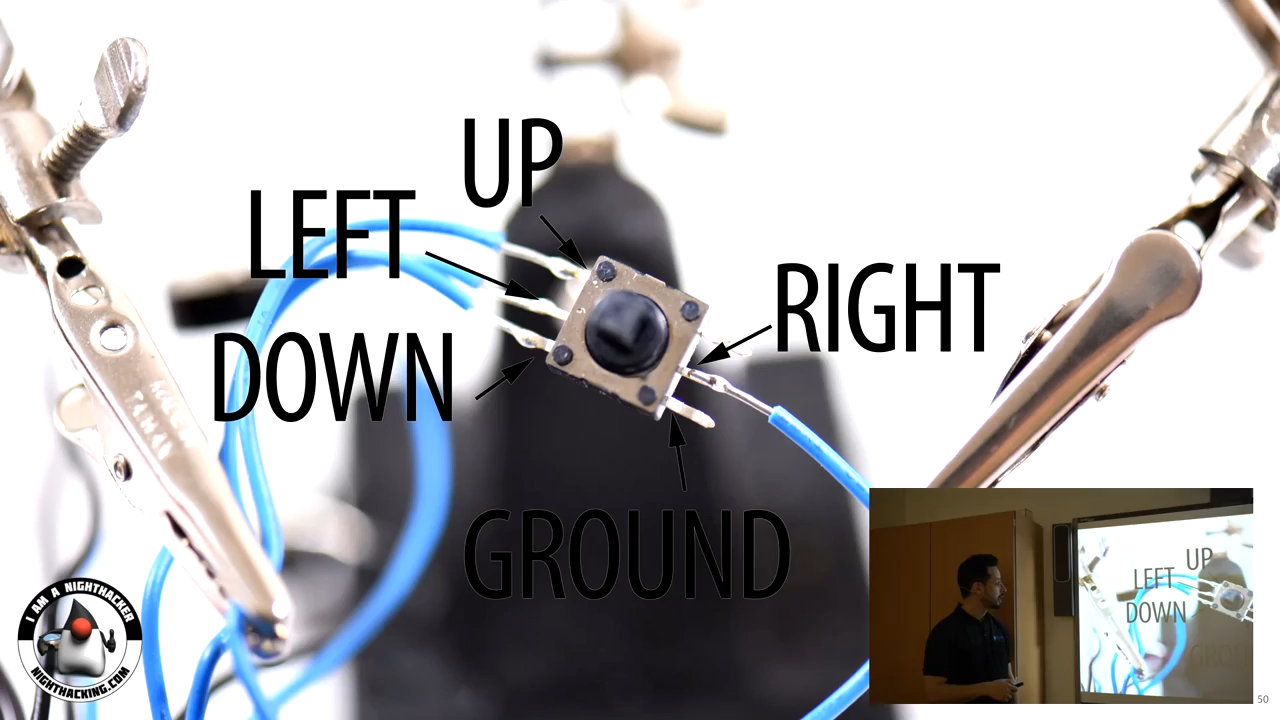 UP
LEFT
RIGHT
DOWN
GROUND
I AM A NIGHTHACKER
NIGHTHACKING.COM
UP
LEFT
DOWN
50